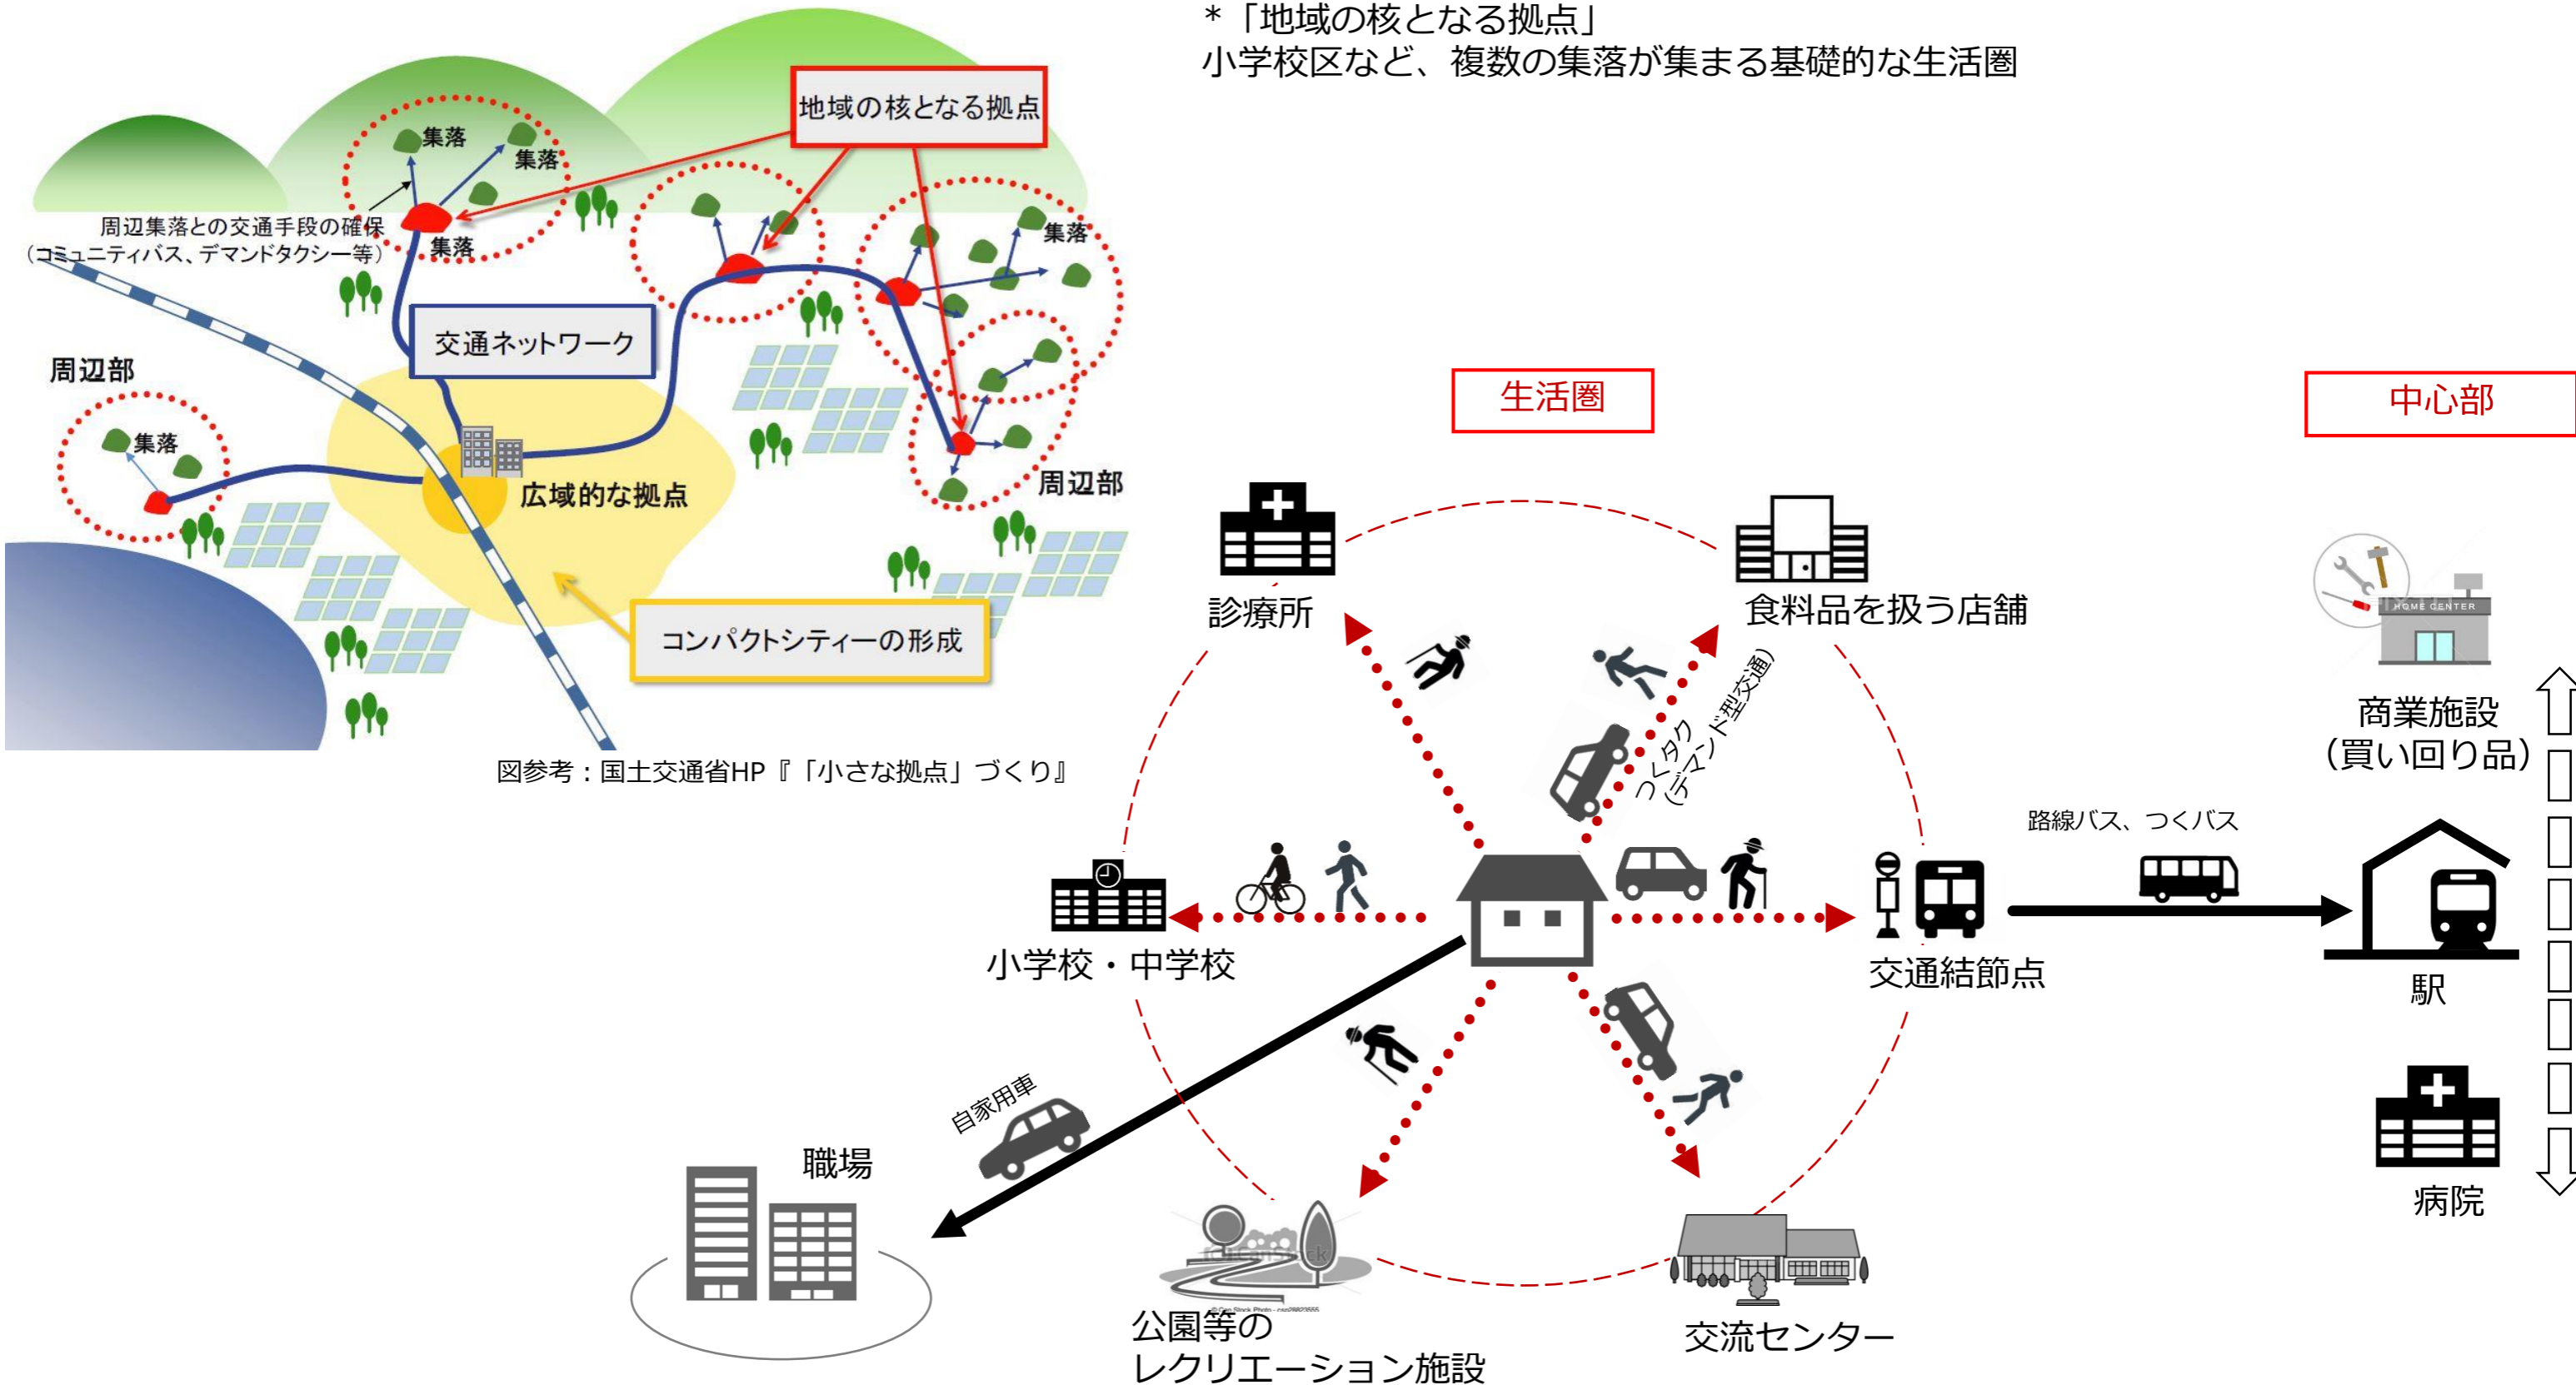 *「地域の核となる拠点」
小学校区など、複数の集落が集まる基礎的な生活圏
地域の核となる拠点
集落
集落
周辺集落との交通手段の確保
（コミュニティバス、デマンドタクシー等）
集落
集落
交通ネットワーク
周辺部
集落
広域的な拠点
周辺部
コンパクトシティーの形成
図参考：国土交通省HP『「小さな拠点」づくり』
生活圏
中心部
診療所
食料品を扱う店舗
つくタク
（デマンド型交通）
HOME CENTER
商業施設
（買い回り品）
路線バス、つくバス
小学校・中学校
交通結節点
駅
自家用車
職場
病院
公園等の
レクリエーション施設
交流センター